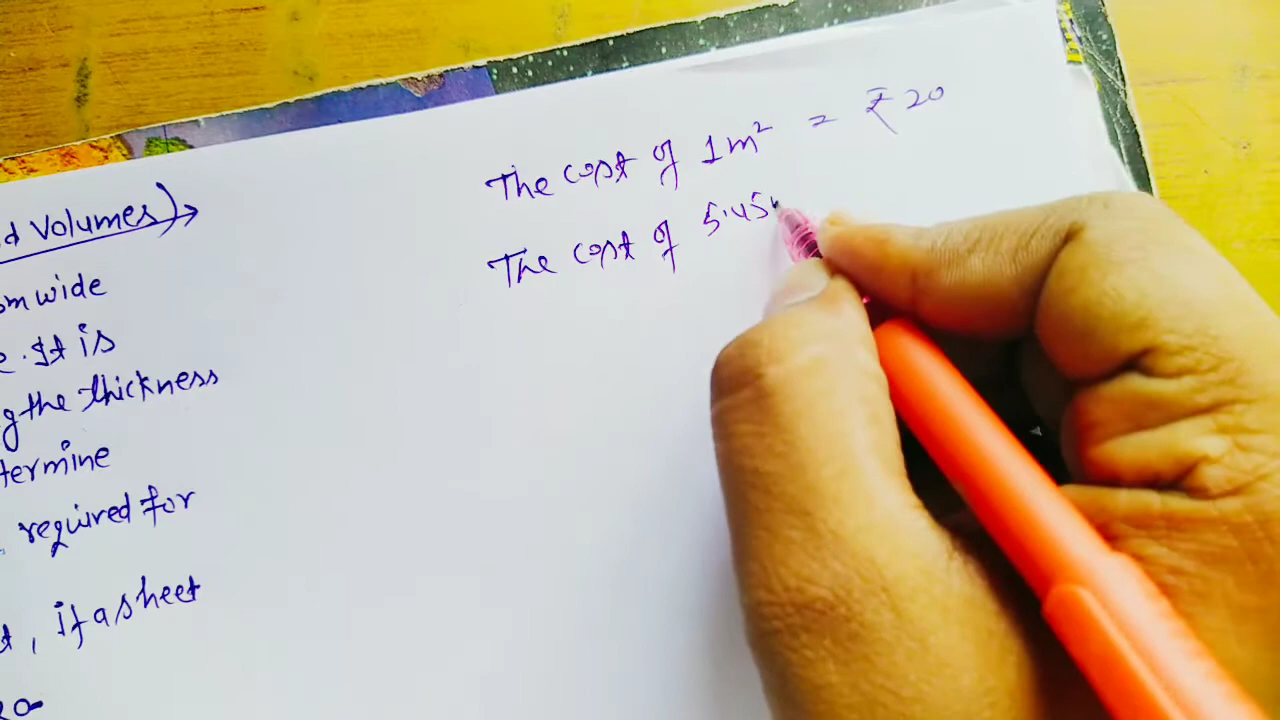 d Volumes)→
m wide
e. It is
g the thickness
termine
required for
t, if a sheet
20
The cost of 1m² = ₹20
The cost of 5.45